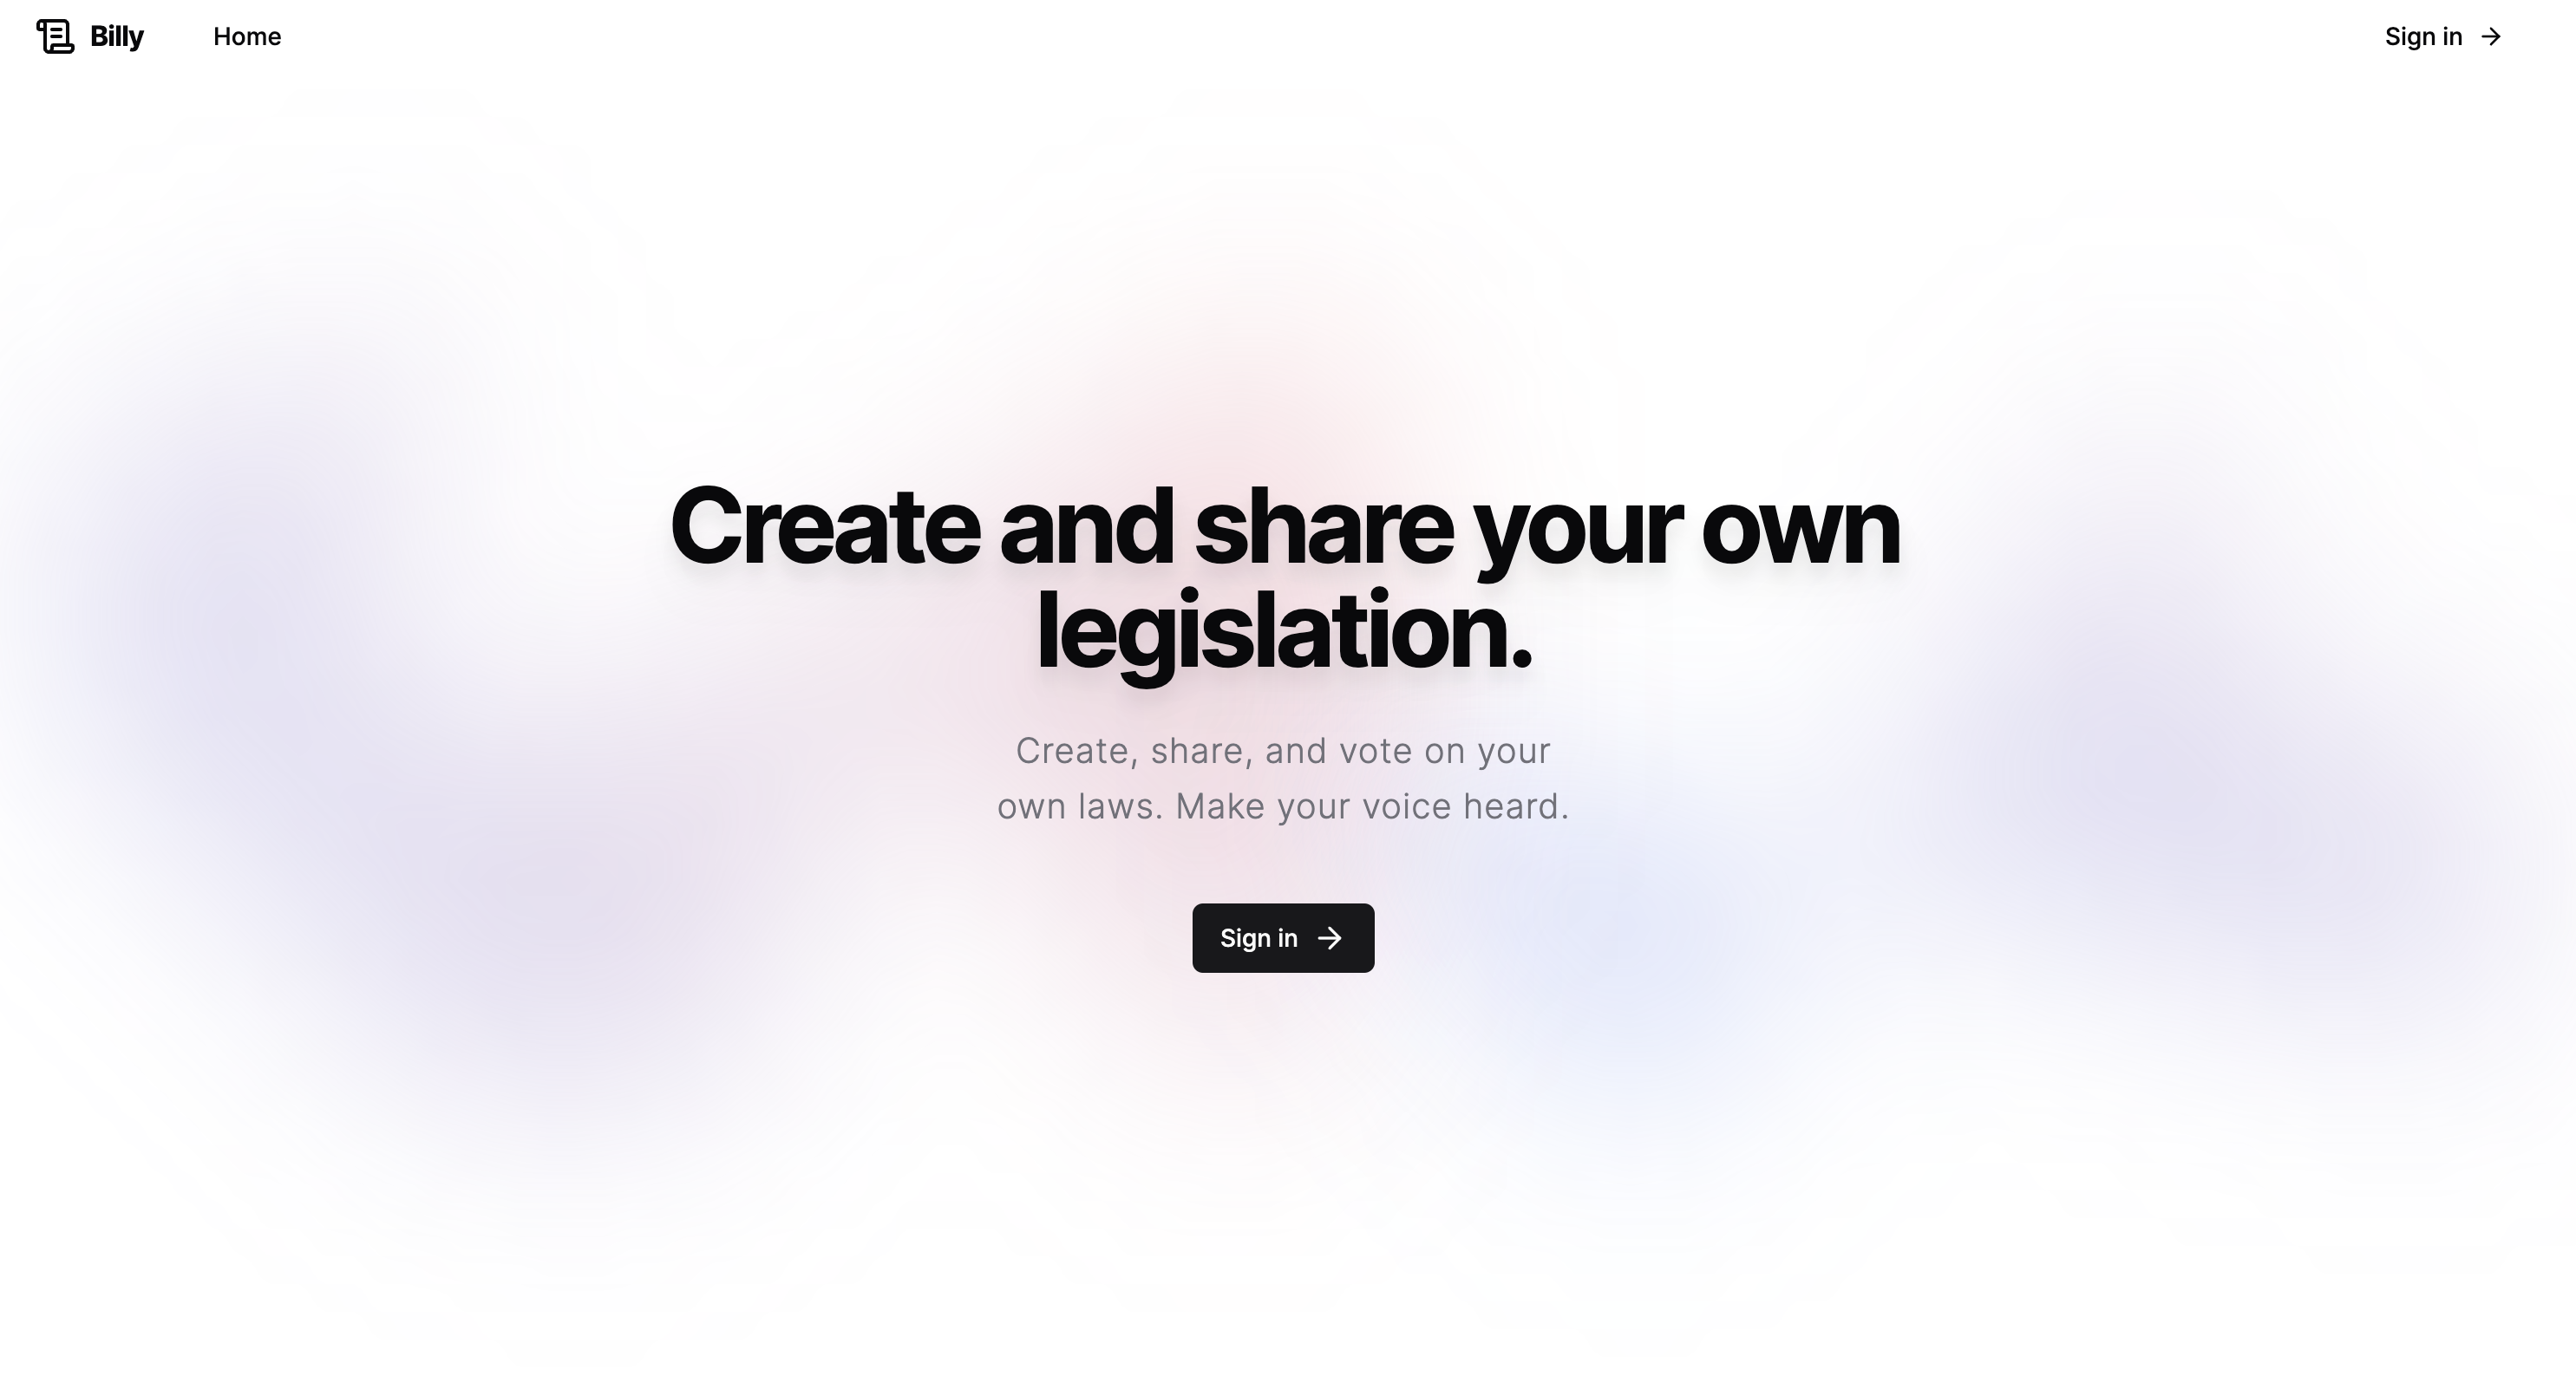 Billy
Home
Sign in
Create and share your own
legislation.
Create, share, and vote on your
own laws. Make your voice heard.
Sign in